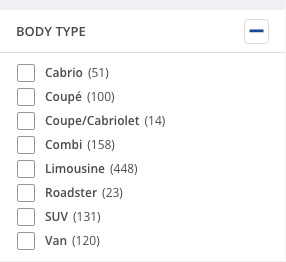 BODY TYPE
Cabrio (51)
Coupé (100)
Coupe/Cabriolet (14)
Combi (158)
Limousine (448)
Roadster (23)
SUV (131)
Van (120)